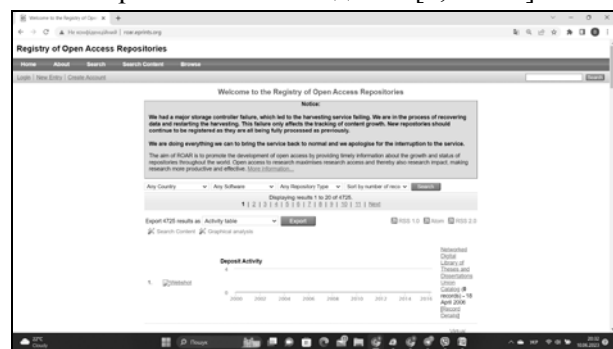 Welcome to the Registry of Open
Не конфіденційний | roar.eprints.org
Registry of Open Access Repositories
Home About Search Search Content Browse
Login | New Entry | Create Account
Search
Welcome to the Registry of Open Access Repositories
Notice:
We had a major storage controller failure, which led to the harvesting service failing. We are in the process of recovering
data and restarting the harvesting. This failure only affects the tracking of content growth. New repositories should
continue to be registered as they are all being fully processed as previously.
We are doing everything we can to bring the service back to normal and we apologise for the interruption to the service.
The aim of ROAR is to promote the development of open access by providing timely information about the growth and status of
repositories throughout the world. Open access to research maximises research access and thereby also research impact, making
research more productive and effective. More information...
Any Country Any Software Any Repository Type Sort by number of reco Search
Displaying results 1 to 20 of 4725.
1 | 2 | 3 | 4 | 5 | 6 | 7 | 8 | 9 | 10 | 11 | Next
Export 4725 results as Activity table Export RSS 1.0 Atom RSS 2.0
Search Content Graphical analysis
Networked
Digital
Library of
Theses and
Dissertations
Union
Catalog (0
records) – 18
April 2006
[Record
Details]
Deposit Activity
1. Webshot
2000 2002 2004 2006 2008 2010 2012 2014 2016
22°C
Cloudy
Пошук
УКР
20:52